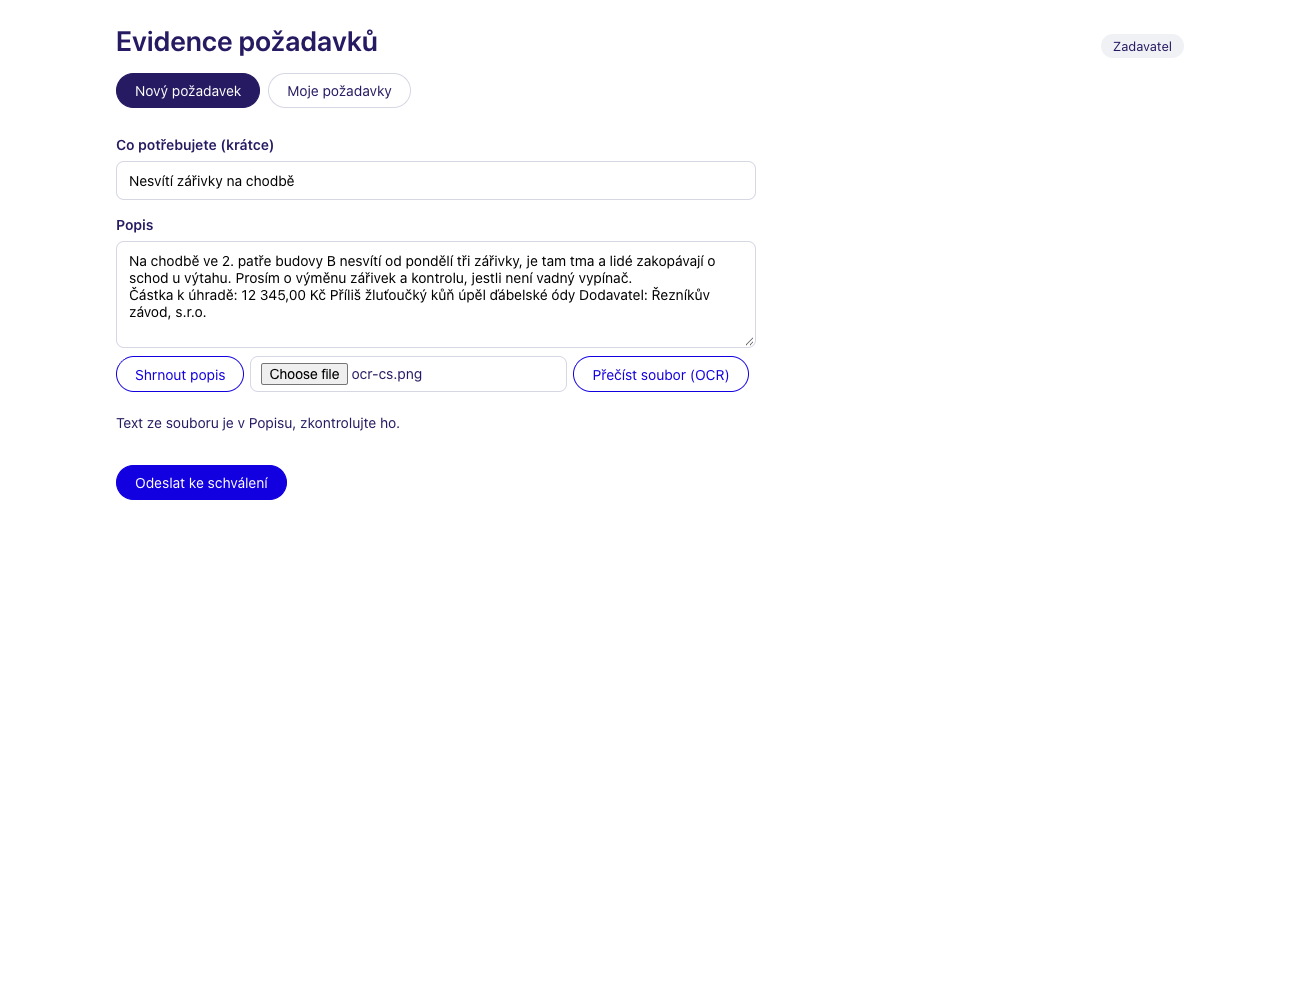 Evidence požadavků
Zadavatel
Nový požadavek
Moje požadavky
Co potřebujete (krátce)
Nesvítí zářivky na chodbě
Popis
Na chodbě ve 2. patře budovy B nesvítí od pondělí tři zářivky, je tam tma a lidé zakopávají o
schod u výtahu. Prosím o výměnu zářivek a kontrolu, jestli není vadný vypínač.
Částka k úhradě: 12 345,00 Kč Příliš žluťoučký kůň úpěl ďábelské ódy Dodavatel: Řezníkův
závod, s.r.o.
Shrnout popis
Choose file ocr-cs.png
Přečíst soubor (OCR)
Text ze souboru je v Popisu, zkontrolujte ho.
Odeslat ke schválení